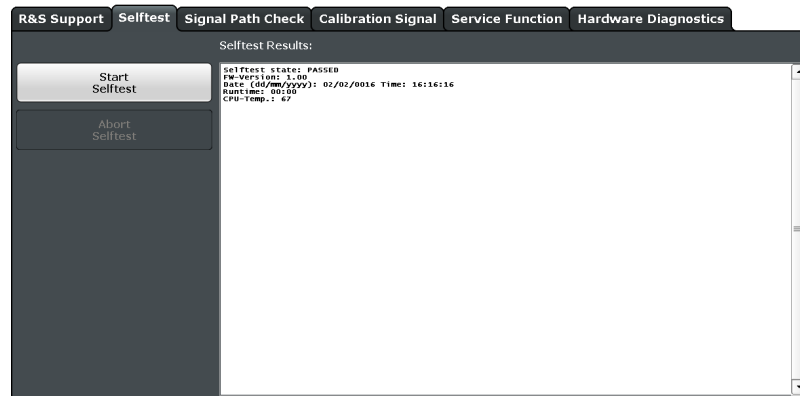 R&S Support Selftest Signal Path Check Calibration Signal Service Function Hardware Diagnostics
Selftest Results:
Start
Selftest
Abort
Selftest
Selftest state: PASSED
FW-Version: 1.00
Date (dd/mm/yyyy): 02/02/0016 Time: 16:16:16
Runtime: 00:00
CPU-Temp.: 67